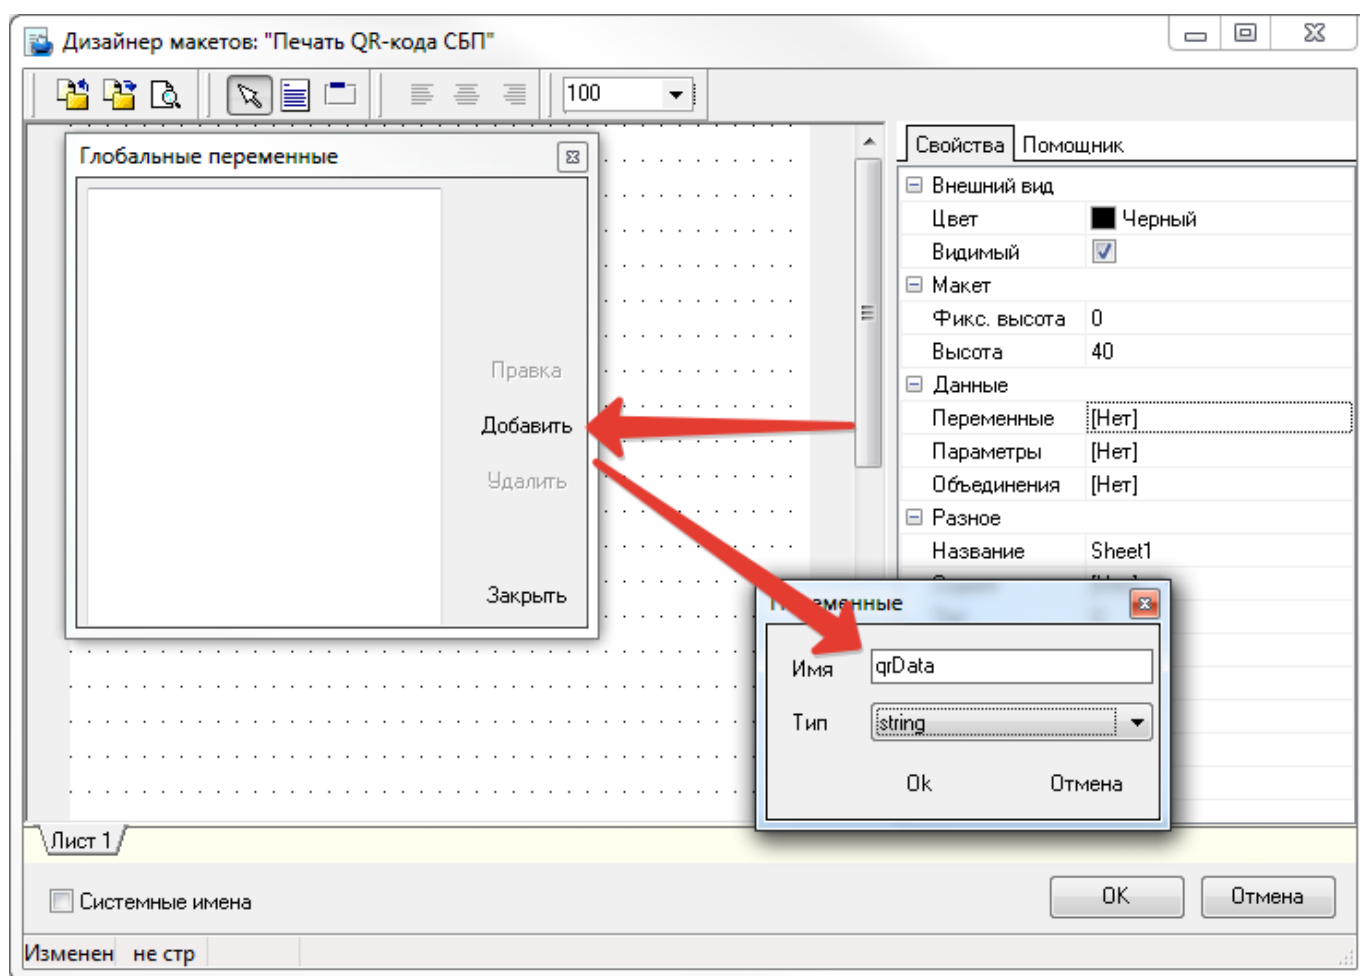 Дизайнер макетов: "Печать QR-кода СБП"
100
Глобальные переменные
Правка
Добавить
Удалить
Закрыть
Свойства Помощник
Внешний вид
Цвет Черный
Видимый
Макет
Фикс. высота 0
Высота 40
Данные
Переменные [Нет]
Параметры [Нет]
Объединения [Нет]
Разное
Название Sheet1
Имя qrData
Тип string
Ok Отмена
Лист 1
Системные имена
OK Отмена
Изменен не стр